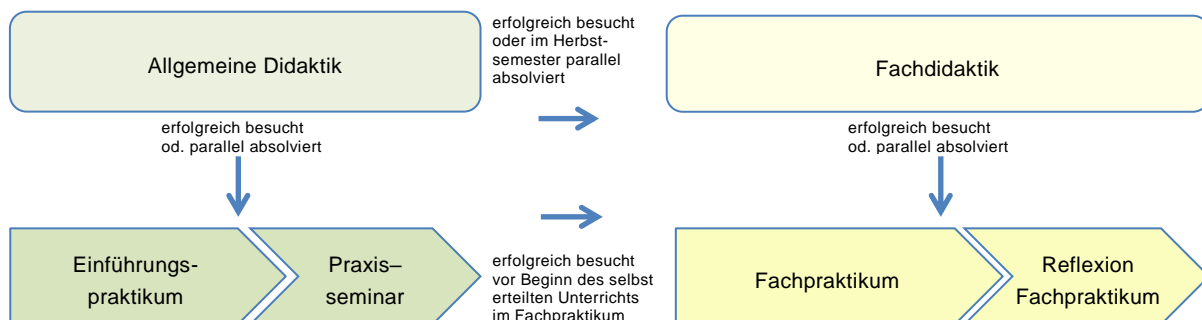 Allgemeine Didaktik
erfolgreich besucht
oder im Herbst-
semester parallel
absolviert
Fachdidaktik
erfolgreich besucht
od. parallel absolviert
erfolgreich besucht
od. parallel absolviert
Einführungs-
praktikum
Praxis–
seminar
erfolgreich besucht
vor Beginn des selbst
erteilten Unterrichts
im Fachpraktikum
Fachpraktikum
Reflexion
Fachpraktikum